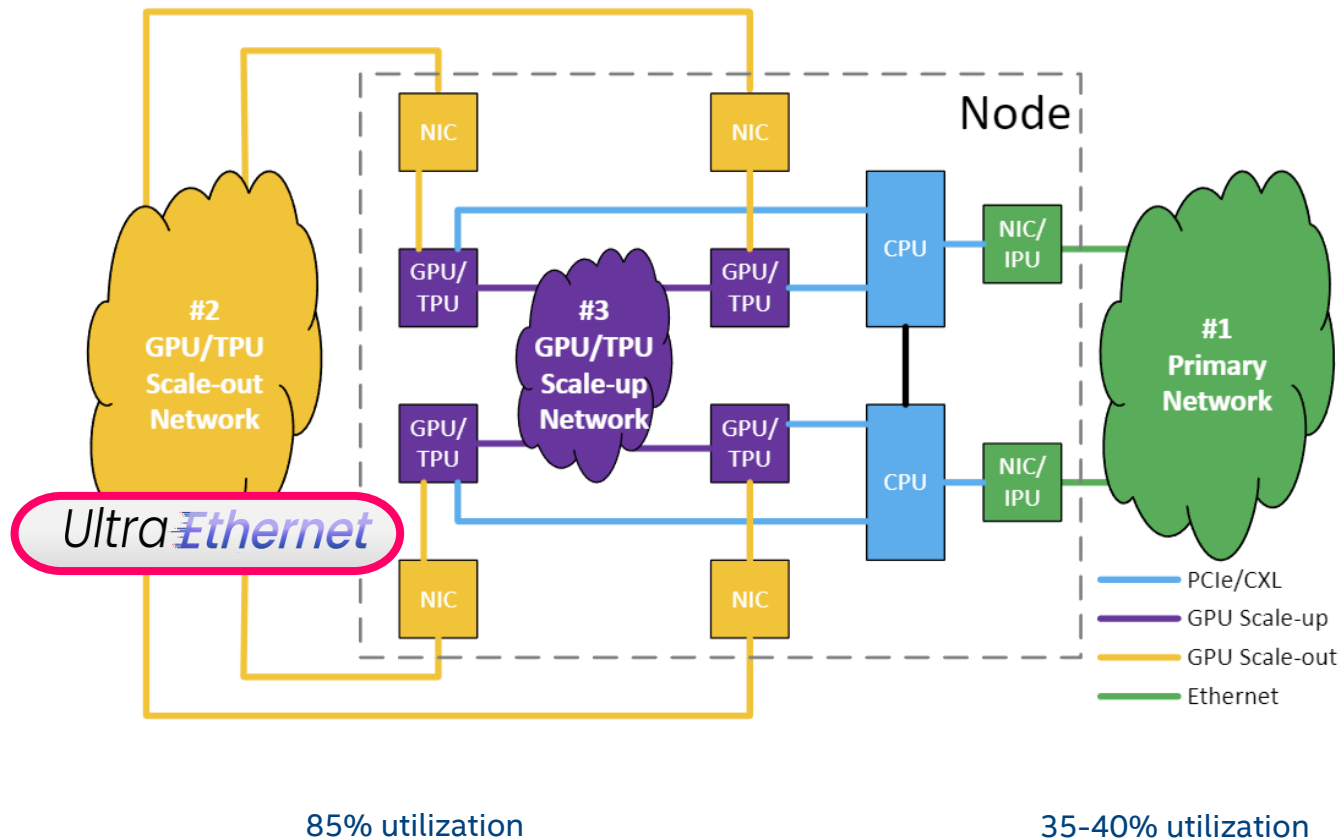 Node
NIC
NIC
CPU
NIC/
IPU
GPU/
TPU
GPU/
TPU
#2
GPU/TPU
Scale-out
Network
#3
GPU/TPU
Scale-up
Network
#1
Primary
Network
GPU/
TPU
GPU/
TPU
CPU
NIC/
IPU
UltraEthernet
NIC
NIC
PCIe/CXL
GPU Scale-up
GPU Scale-out
Ethernet
85% utilization
35-40% utilization